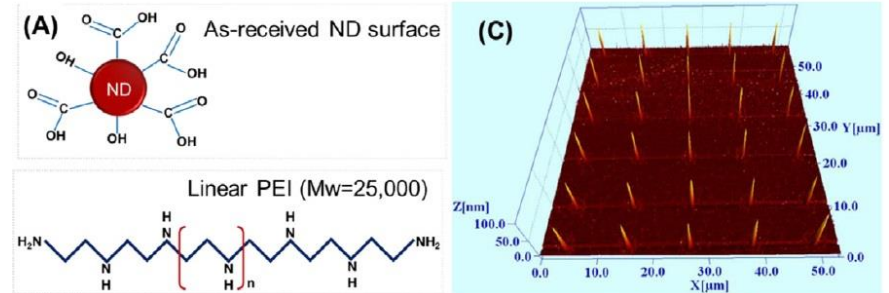 (A)
As-received ND surface
O
OH
C
O
C
OH
OH
ND
O
C
OH
O
C
OH
OH
O
C
OH
Linear PEI (Mw=25,000)
H
N
H
N
H₂N
NH₂
N
H
N
H
n
N
H
(C)
50.0
40.0
30.0 Y[µm]
20.0
10.0
0.0
Z[nm]
100.0
50.0
0.0
0.0 10.0 20.0 30.0 40.0 50.0
X[µm]